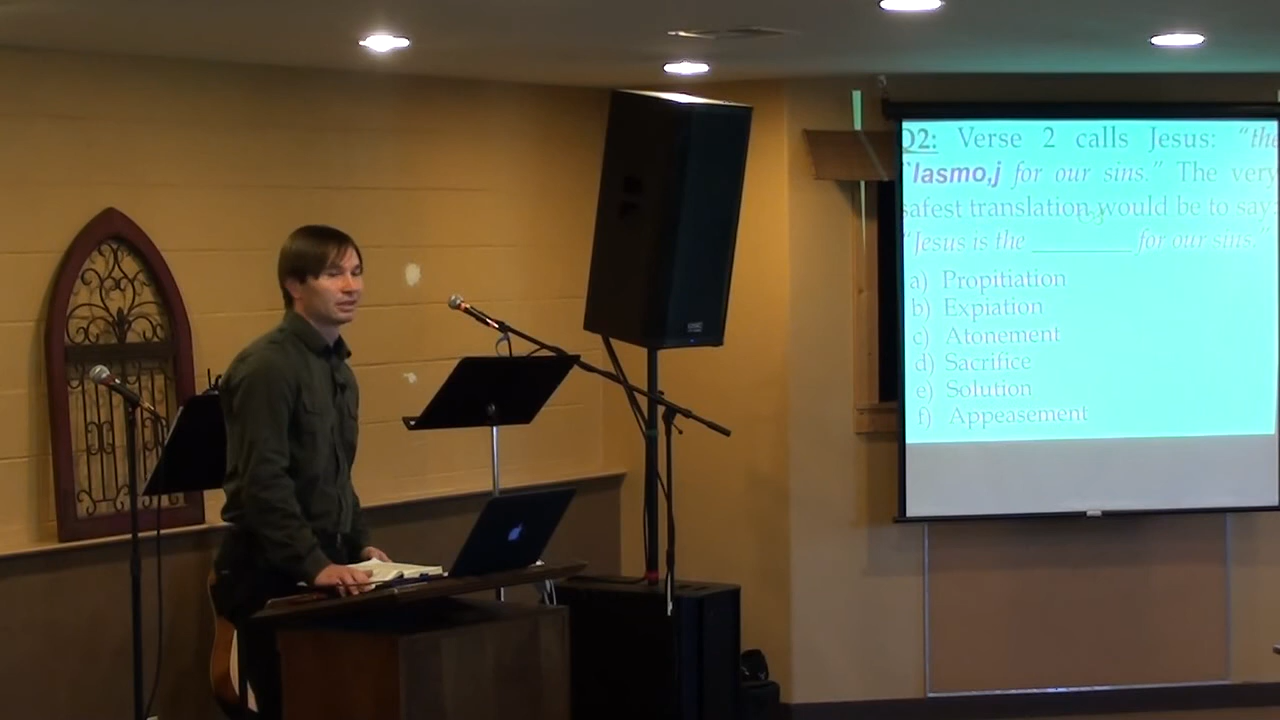 Q2: Verse 2 calls Jesus: "the
`lasmo,j for our sins." The very
safest translation would be to say:
"Jesus is the ________ for our sins."
a) Propitiation
b) Expiation
c) Atonement
d) Sacrifice
e) Solution
f) Appeasement